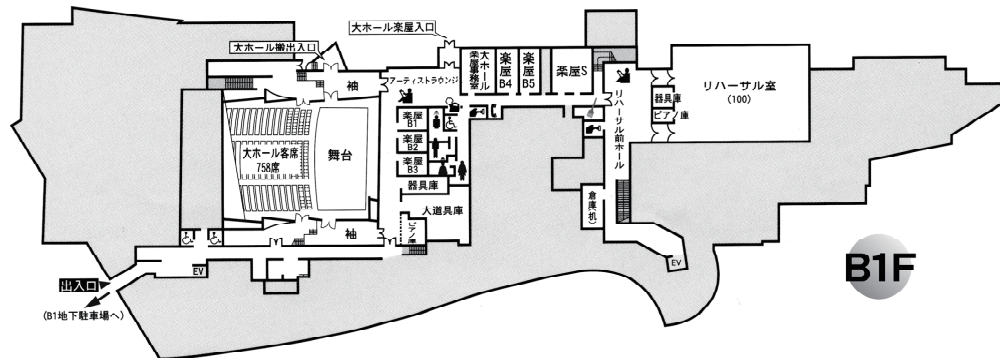 大ホール楽屋入口
大ホール搬出入口
大ホール
楽屋事務室
楽屋
B4
楽屋
B5
楽屋S
袖
アーティストラウンジ
リハーサル室
(100)
器具庫
ピアノ庫
リハーサル前ホール
楽屋
B1
楽屋
B2
楽屋
B3
大ホール客席
758席
舞台
器具庫
人道具庫
ピアノ庫
倉庫(机)
袖
EV
EV
出入口
(B1地下駐車場へ)
B1F